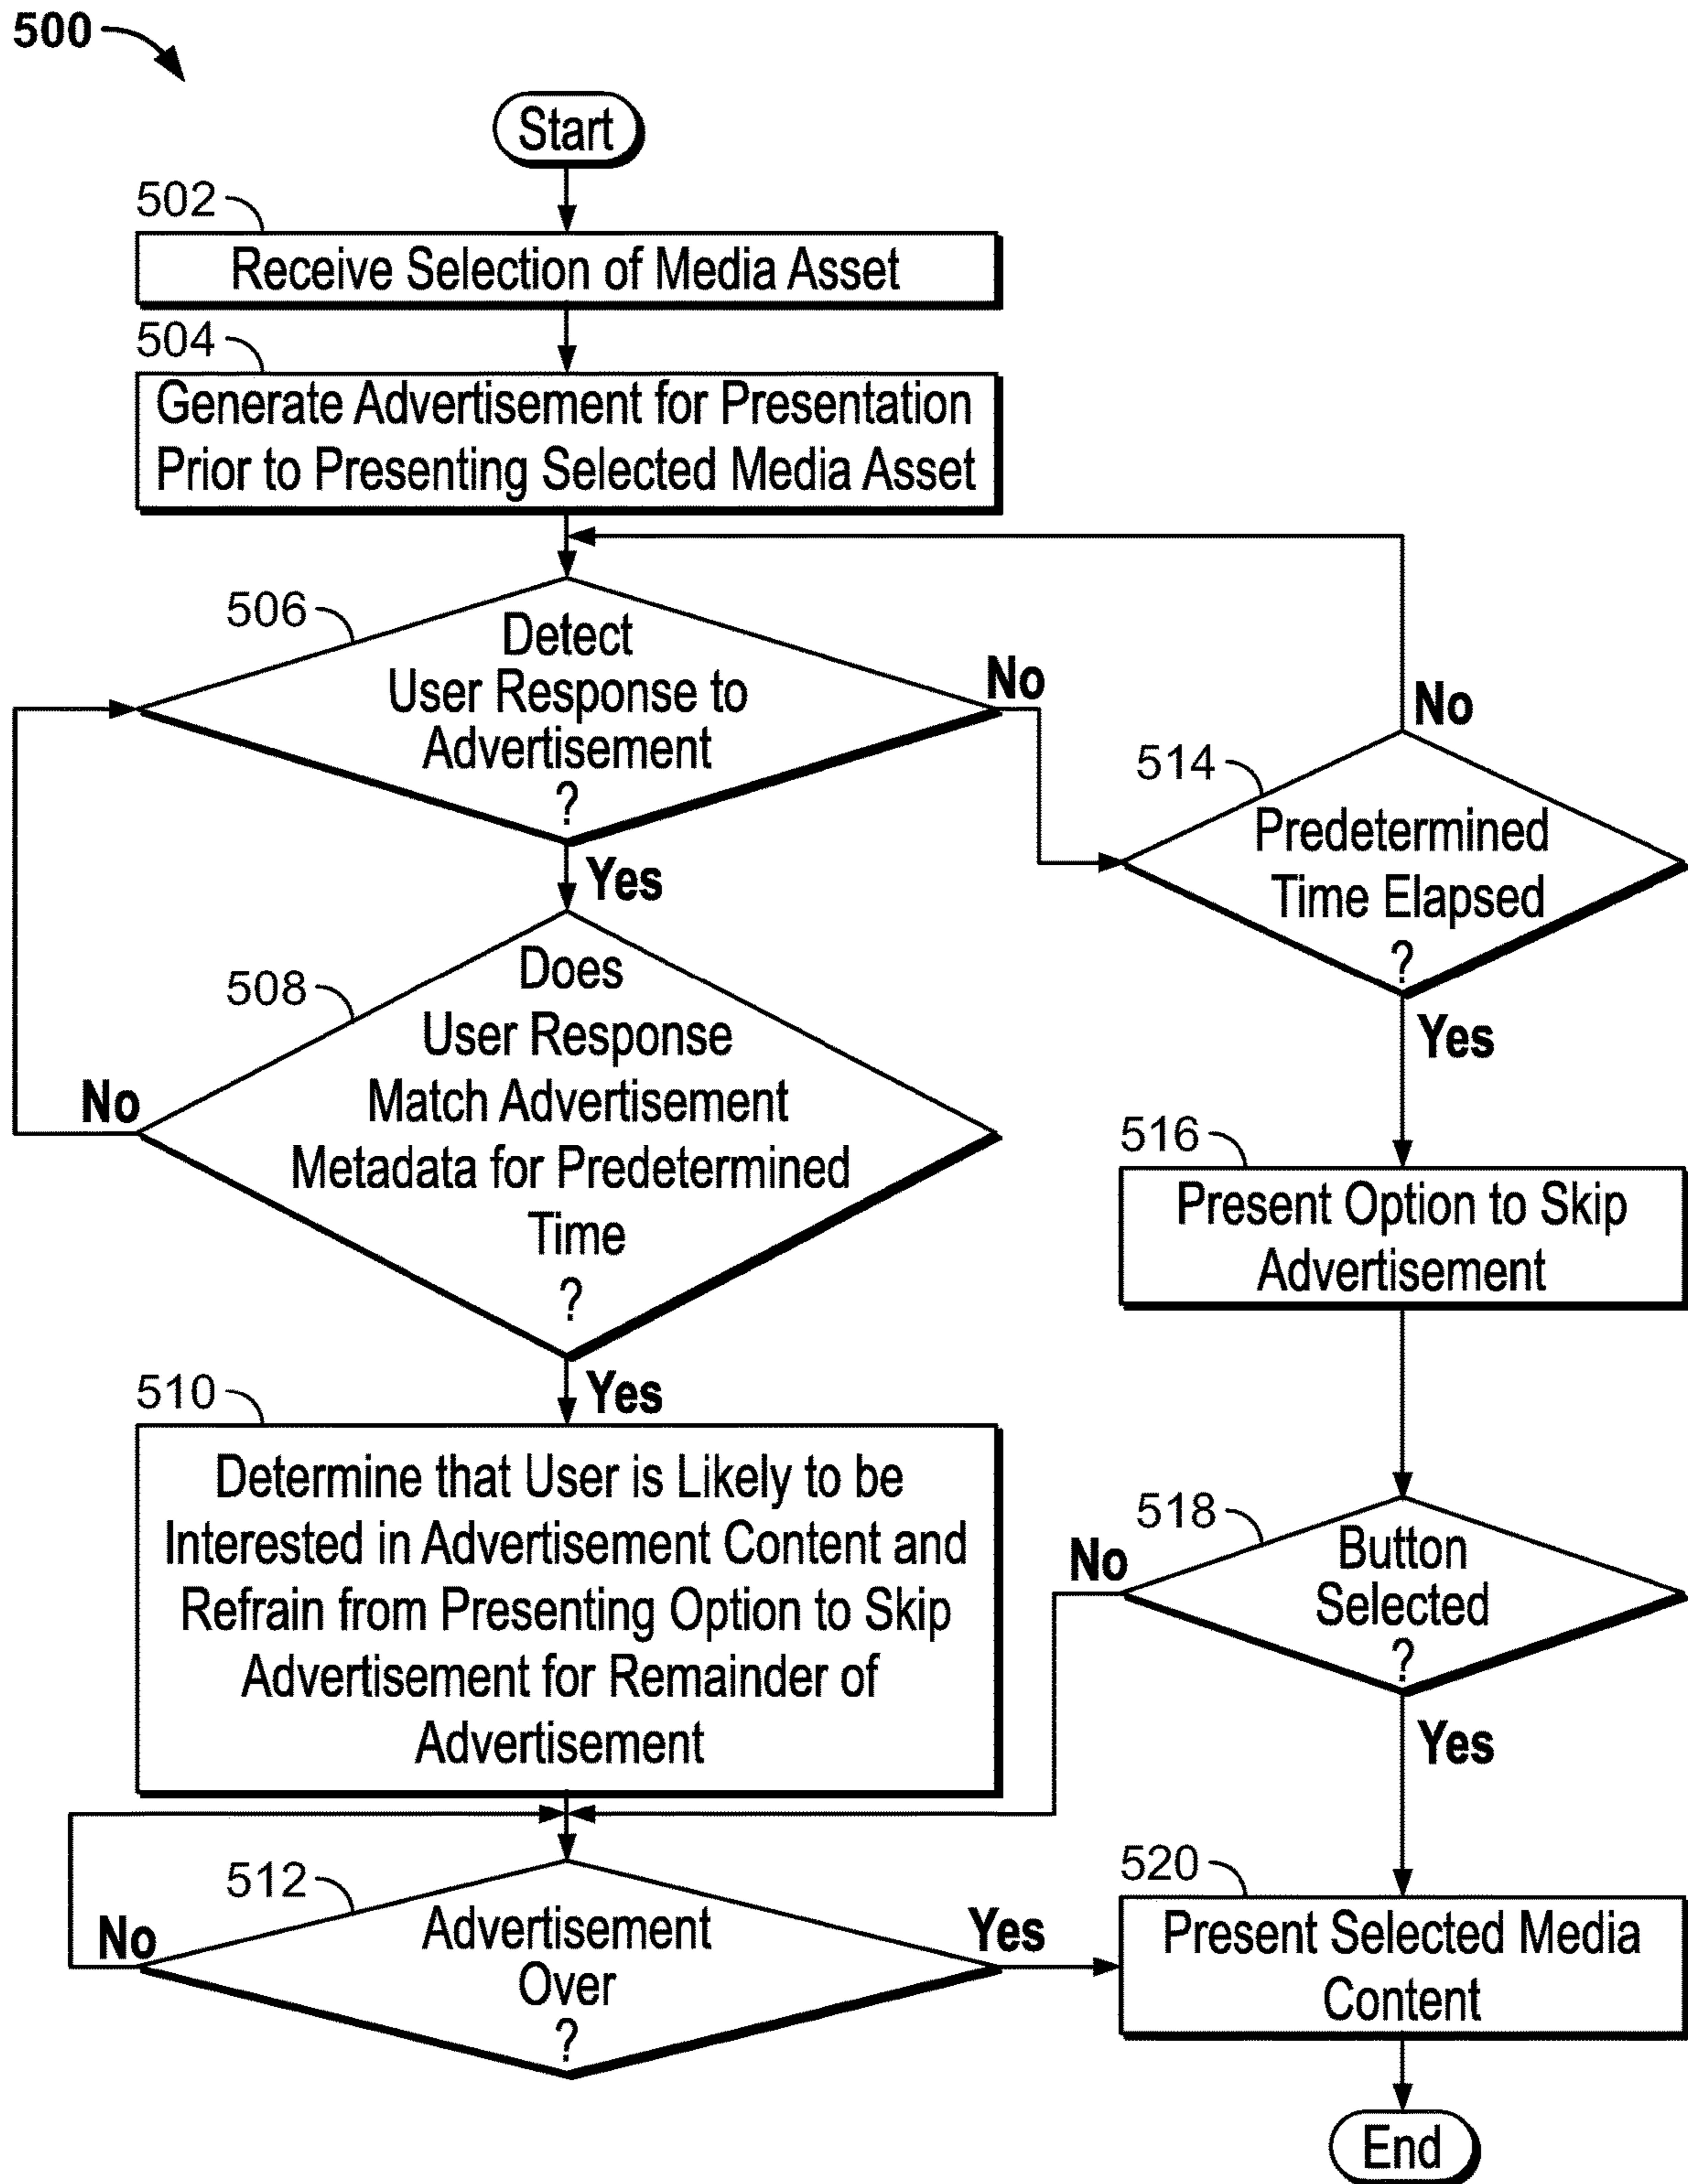 500
Start
502
Receive Selection of Media Asset
504
Generate Advertisement for Presentation
Prior to Presenting Selected Media Asset
506
Detect
User Response to
Advertisement
?
No
Yes
508
Does
User Response
Match Advertisement
Metadata for Predetermined
Time
?
No
Yes
510
Determine that User is Likely to be
Interested in Advertisement Content and
Refrain from Presenting Option to Skip
Advertisement for Remainder of
Advertisement
512
Advertisement
Over
?
No
Yes
514
Predetermined
Time Elapsed
?
No
Yes
516
Present Option to Skip
Advertisement
518
Button
Selected
?
No
Yes
520
Present Selected Media
Content
End